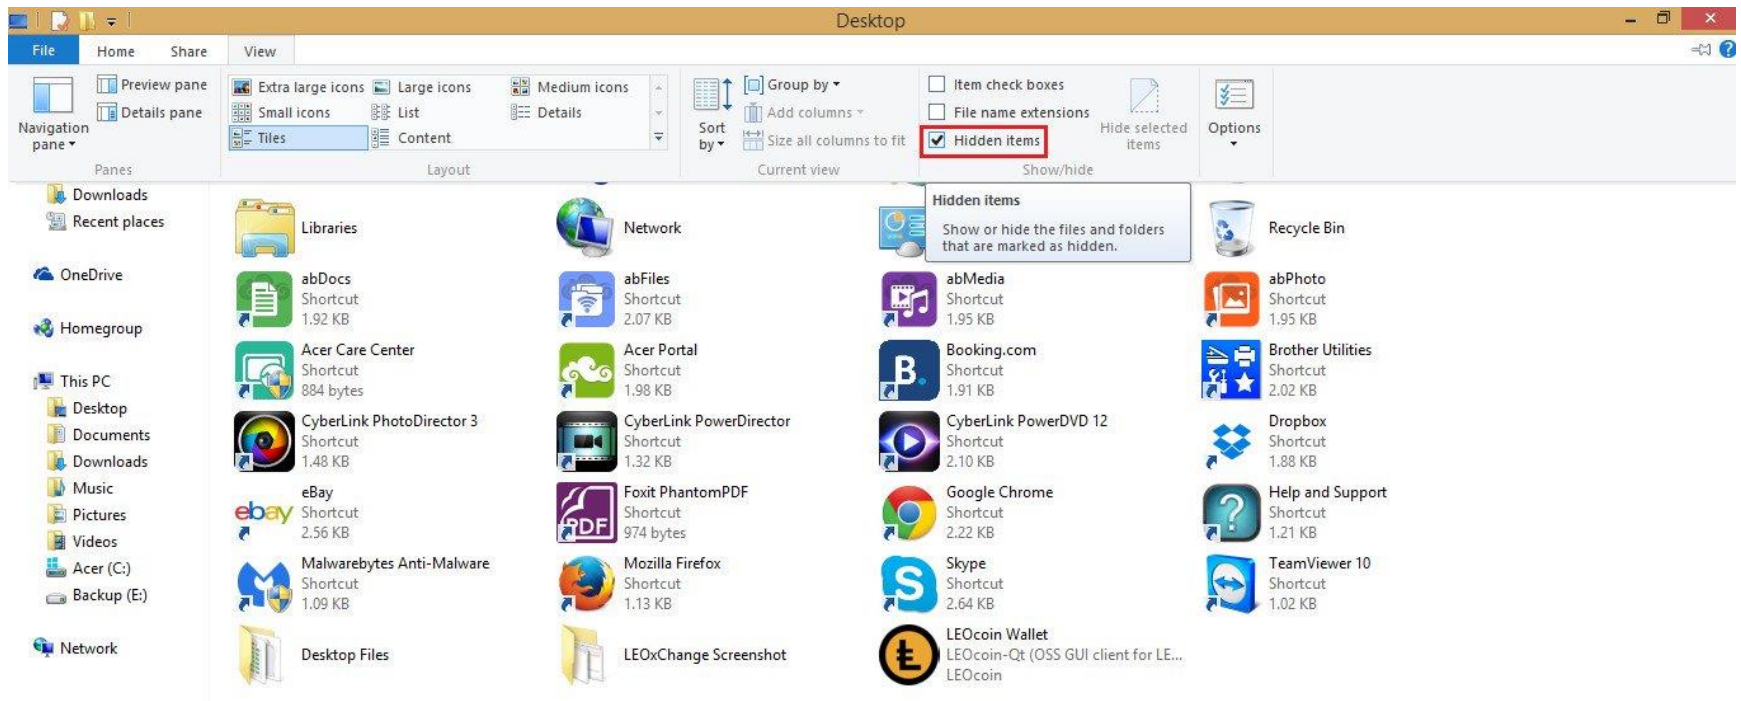 Desktop
File Home Share View
Preview pane
Details pane
Navigation
pane
Panes
Extra large icons Large icons Medium icons
Small icons List Details
Tiles Content
Layout
Sort
by
Group by
Add columns
Size all columns to fit
Current view
Item check boxes
File name extensions
Hidden items
Hide selected
items
Show/hide
Options
Hidden items
Show or hide the files and folders
that are marked as hidden.
Downloads
Recent places
OneDrive
Homegroup
This PC
Desktop
Documents
Downloads
Music
Pictures
Videos
Acer (C:)
Backup (E:)
Network
Libraries
Network
Recycle Bin
abDocs
Shortcut
1.92 KB
abFiles
Shortcut
2.07 KB
abMedia
Shortcut
1.95 KB
abPhoto
Shortcut
1.95 KB
Acer Care Center
Shortcut
884 bytes
Acer Portal
Shortcut
1.98 KB
B.
Booking.com
Shortcut
1.91 KB
Brother Utilities
Shortcut
2.02 KB
CyberLink PhotoDirector 3
Shortcut
1.48 KB
CyberLink PowerDirector
Shortcut
1.32 KB
CyberLink PowerDVD 12
Shortcut
2.10 KB
Dropbox
Shortcut
1.88 KB
ebay
eBay
Shortcut
2.56 KB
PDF
Foxit PhantomPDF
Shortcut
974 bytes
Google Chrome
Shortcut
2.22 KB
?
Help and Support
Shortcut
1.21 KB
Malwarebytes Anti-Malware
Shortcut
1.09 KB
Mozilla Firefox
Shortcut
1.13 KB
S
Skype
Shortcut
2.64 KB
TeamViewer 10
Shortcut
1.02 KB
Desktop Files
LEOxChange Screenshot
LEOcoin Wallet
LEOcoin-Qt (OSS GUI client for LE...
LEOcoin